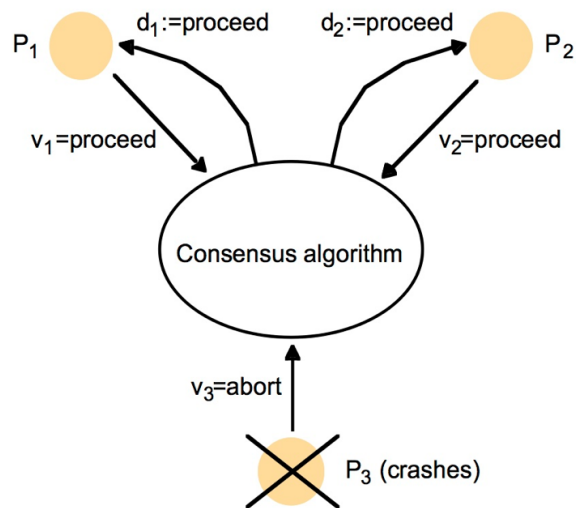 d₁:=proceed
d₂:=proceed
P₁
P₂
v₁=proceed
v₂=proceed
Consensus algorithm
v₃=abort
P₃ (crashes)